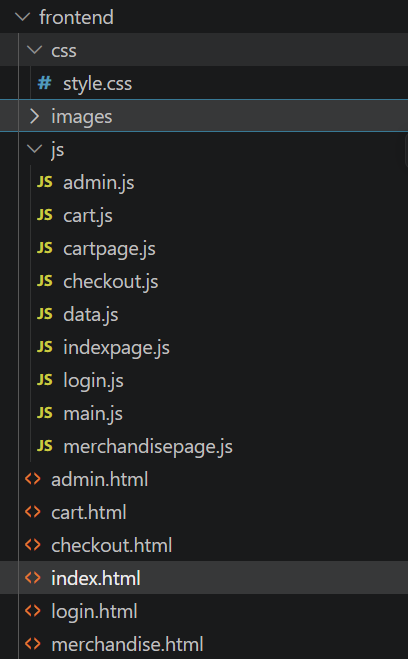 frontend
css
# style.css
images
js
JS admin.js
JS cart.js
JS cartpage.js
JS checkout.js
JS data.js
JS indexpage.js
JS login.js
JS main.js
JS merchandisepage.js
<> admin.html
<> cart.html
<> checkout.html
<> index.html
<> login.html
<> merchandise.html